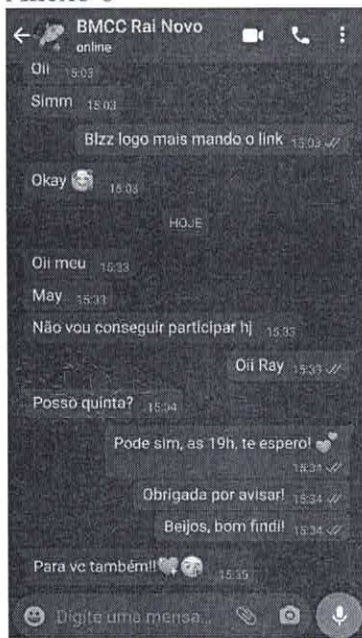 BMCC Rai Novo
online
Oii 15:03
Simm 15:03
Blzz logo mais mando o link 15:03
Okay 15:03
HOJE
Oii meu 15:33
May 15:33
Não vou conseguir participar hj 15:33
Oii Ray 15:33
Posso quinta? 15:34
Pode sim, as 19h, te espero!
15:34
Obrigada por avisar! 15:34
Beijos, bom findi! 15:34
Para vc também!! 15:35
Digite uma mensa...